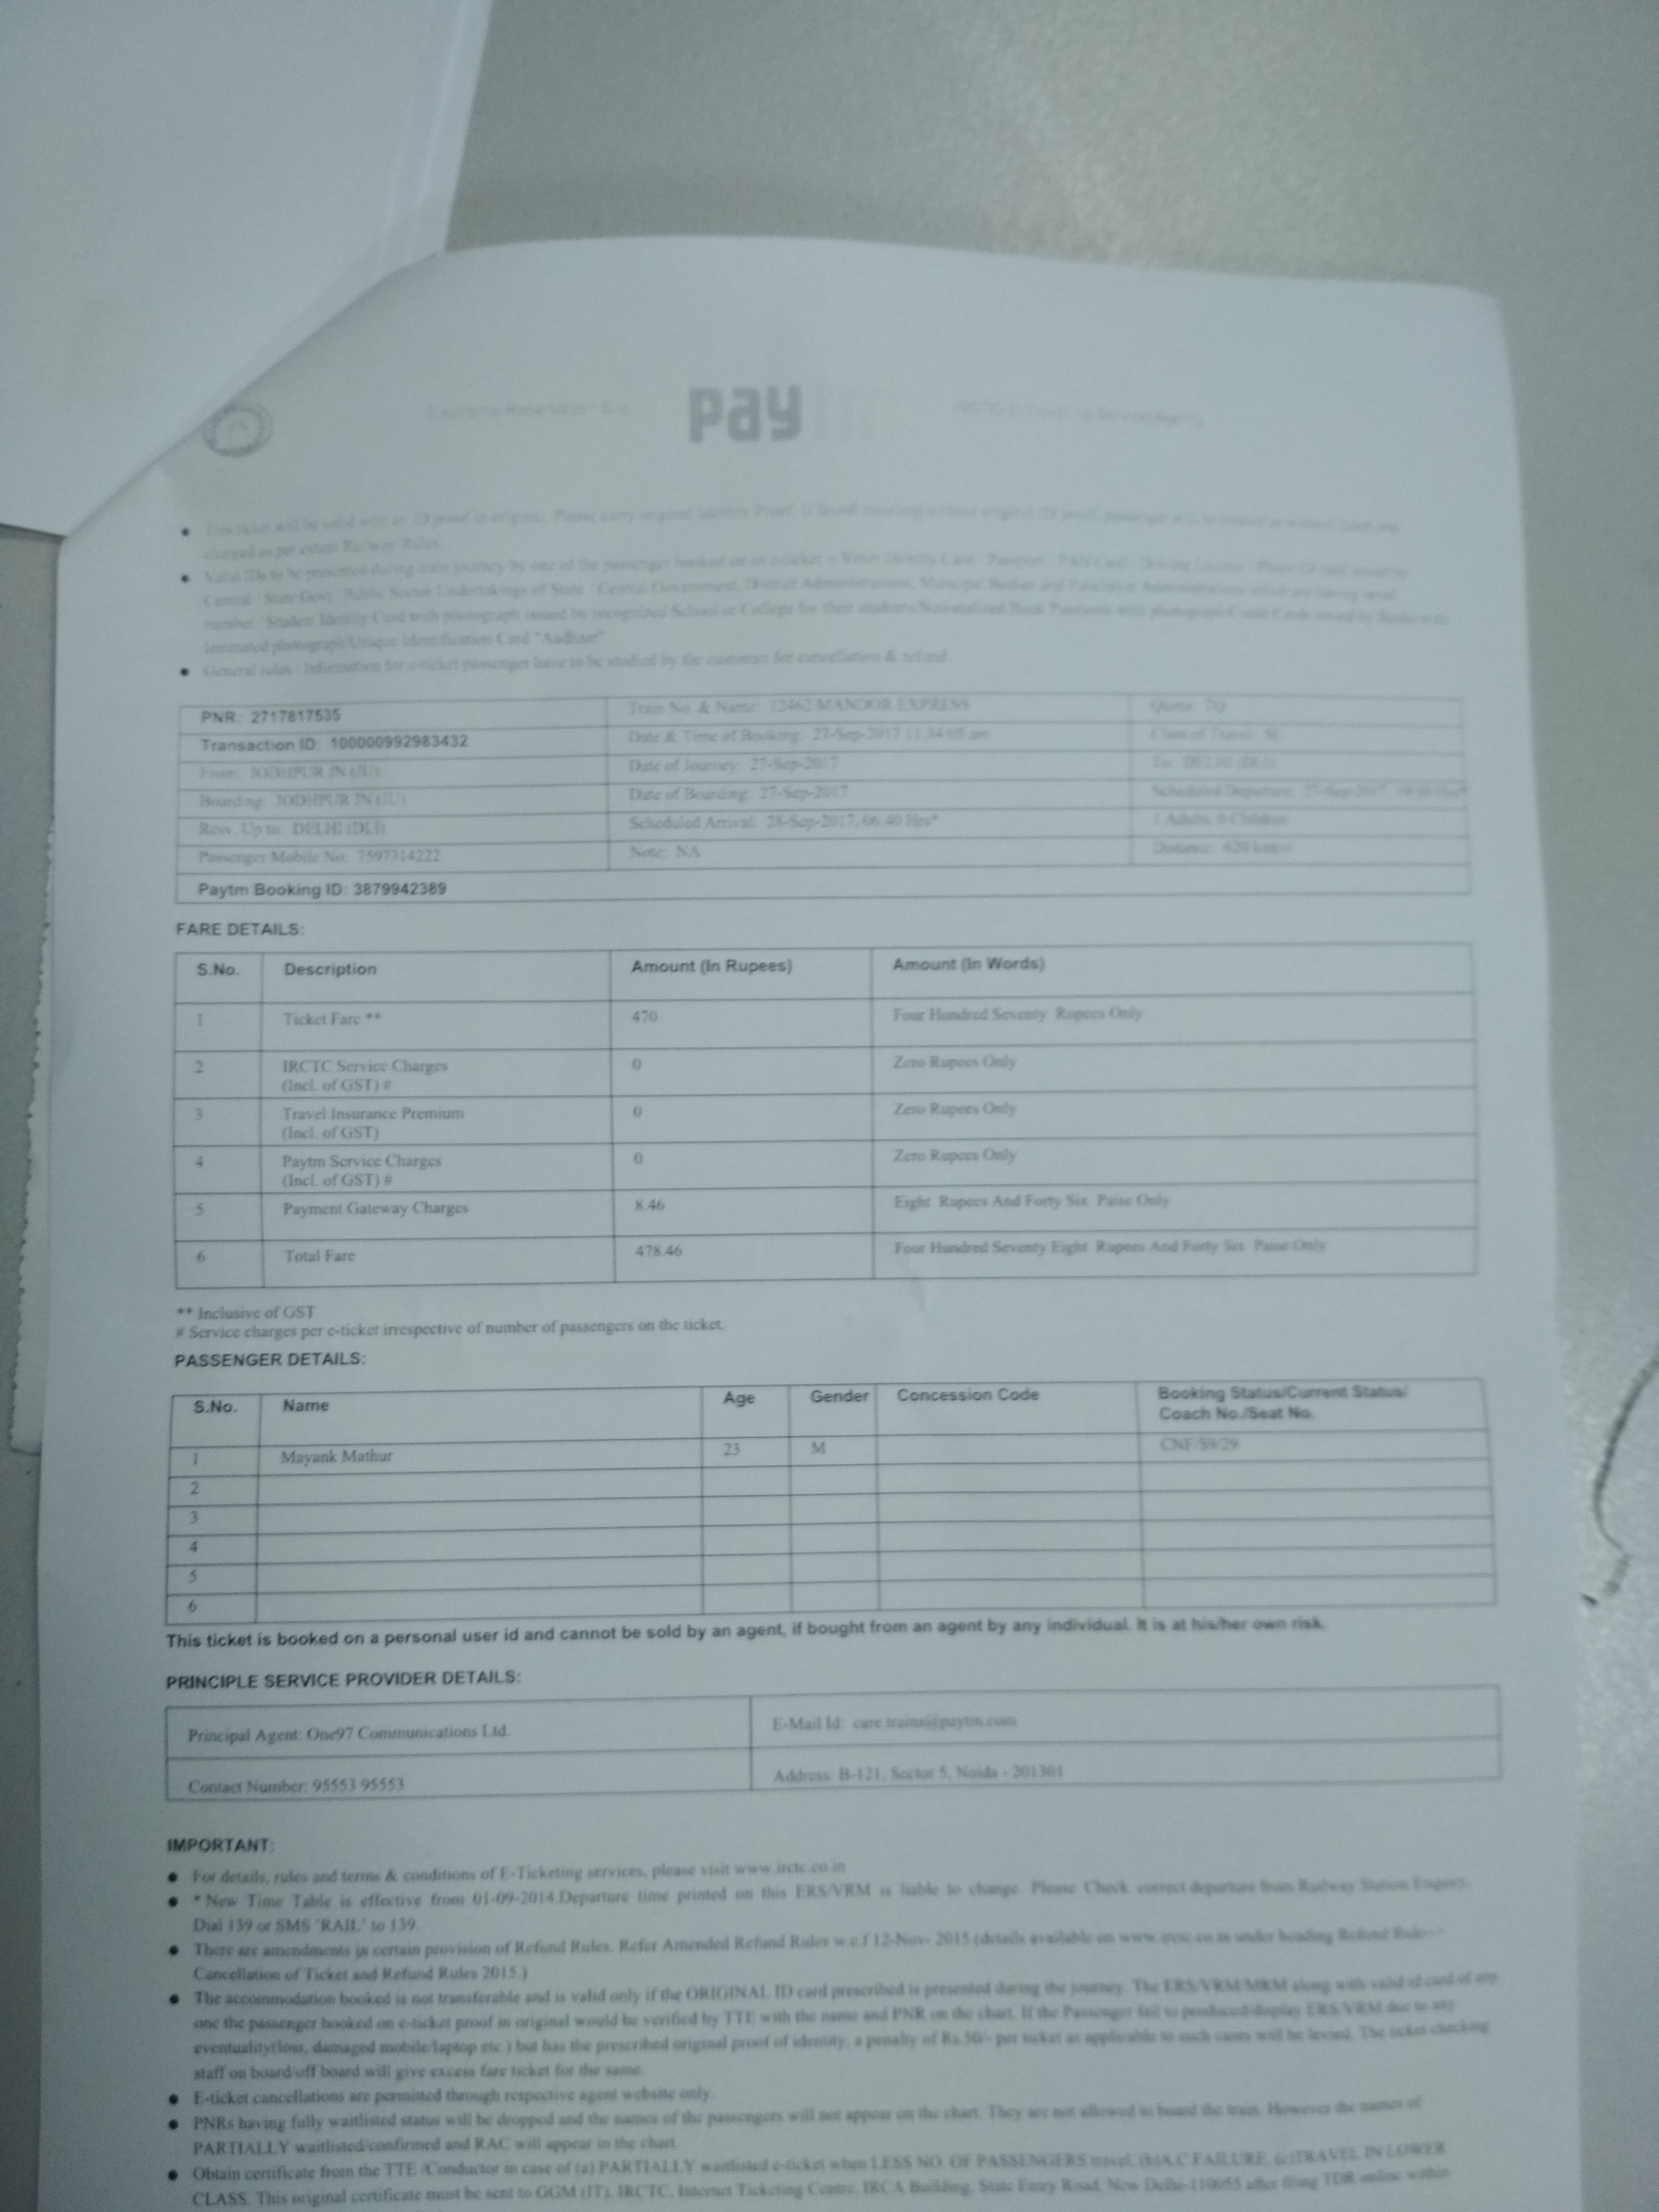 pay
This ticket will be valid with an ID proof in original. Please carry original Identity Proof. If found traveling without original ID proof, passenger will be treated as without ticket and
charged as per extant Railway Rules.
Valid IDs to be presented during train journey by one of the passenger booked on an e-ticket :- Voter Identity Card / Passport / PAN Card / Driving License / Photo ID card issued by
Central / State Govt / Public Sector Undertakings of State / Central Government, District Administrations, Municipal Bodies and Panchayat Administrations which are having serial
number / Student Identity Card with photograph issued by recognized School or College for their students/Nationalized Bank Passbook with photograph/Credit Cards issued by Banks with
laminated photograph/Unique Identification Card "Aadhaar"
General rules / Information for e-ticket passenger have to be studied by the customer for cancellation & refund
PNR: 2717817535 Train No. & Name: 12462/MANDOR EXPRESS Quota: TQ
Transaction ID: 100000992983432 Date & Time of Booking: 27-Sep-2017 11:34:05 am Class of Travel: SL
From: JODHPUR JN (JU) Date of Journey: 27-Sep-2017 To: DELHI (DLI)
Boarding: JODHPUR JN (JU) Date of Boarding: 27-Sep-2017 Scheduled Departure: 27-Sep-2017,
Resv. Up to: DELHI (DLI) Scheduled Arrival: 28-Sep-2017, 06:40 Hrs* 1 Adults, 0 Children
Passenger Mobile No: 7597314222 Note: NA Distance:
Paytm Booking ID: 3879942389
FARE DETAILS:
S.No. Description Amount (In Rupees) Amount (In Words)
1 Ticket Fare ** 470 Four Hundred Seventy Rupees Only
2 IRCTC Service Charges 0 Zero Rupees Only
(Incl. of GST) #
3 Travel Insurance Premium 0 Zero Rupees Only
(Incl. of GST)
4 Paytm Service Charges 0 Zero Rupees Only
(Incl. of GST) #
5 Payment Gateway Charges 8.46 Eight Rupees And Forty Six Paise Only
6 Total Fare 478.46 Four Hundred Seventy Eight Rupees And Forty Six Paise Only
** Inclusive of GST
# Service charges per e-ticket irrespective of number of passengers on the ticket.
PASSENGER DETAILS:
S.No. Name Age Gender Concession Code Booking Status/Current Status/
Coach No./Seat No.
1 Mayank Mathur 23 M CNF/S9/29
2
3
4
5
6
This ticket is booked on a personal user id and cannot be sold by an agent, if bought from an agent by any individual. It is at his/her own risk.
PRINCIPLE SERVICE PROVIDER DETAILS:
Principal Agent: One97 Communications Ltd. E-Mail Id: care.trains@paytm.com
Contact Number: 95553 95553 Address: B-121, Sector 5, Noida - 201301
IMPORTANT:
For details, rules and terms & conditions of E-Ticketing services, please visit www.irctc.co.in
* New Time Table is effective from 01-09-2014.Departure time printed on this ERS/VRM is liable to change. Please Check correct departure from Railway Station Enquiry,
Dial 139 or SMS 'RAIL' to 139.
There are amendments in certain provision of Refund Rules. Refer Amended Refund Rules w.e.f 12-Nov- 2015.(details available on www.irctc.co.in under heading Refund Rule---
Cancellation of Ticket and Refund Rules 2015.)
The accommodation booked is not transferable and is valid only if the ORIGINAL ID card prescribed is presented during the journey. The ERS/VRM/MRM along with valid id card of any
one the passenger booked on e-ticket proof in original would be verified by TTE with the name and PNR on the chart. If the Passenger fail to produced/display ERS/VRM due to any
eventuality(loss, damaged mobile/laptop etc.) but has the prescribed original proof of identity, a penalty of Rs.50/- per ticket as applicable to such cases will be levied. The ticket checking
staff on board/off board will give excess fare ticket for the same.
E-ticket cancellations are permitted through respective agent website only.
PNRs having fully waitlisted status will be dropped and the names of the passengers will not appear on the chart. They are not allowed to board the train. However the names of
PARTIALLY waitlisted/confirmed and RAC will appear in the chart.
Obtain certificate from the TTE /Conductor in case of (a) PARTIALLY waitlisted e-ticket when LESS NO. OF PASSENGERS travel, (b)A.C.FAILURE, (c)TRAVEL IN LOWER
CLASS. This original certificate must be sent to GGM (IT), IRCTC, Internet Ticketing Centre, IRCA Building, State Entry Road, New Delhi-110055 after filing TDR online within